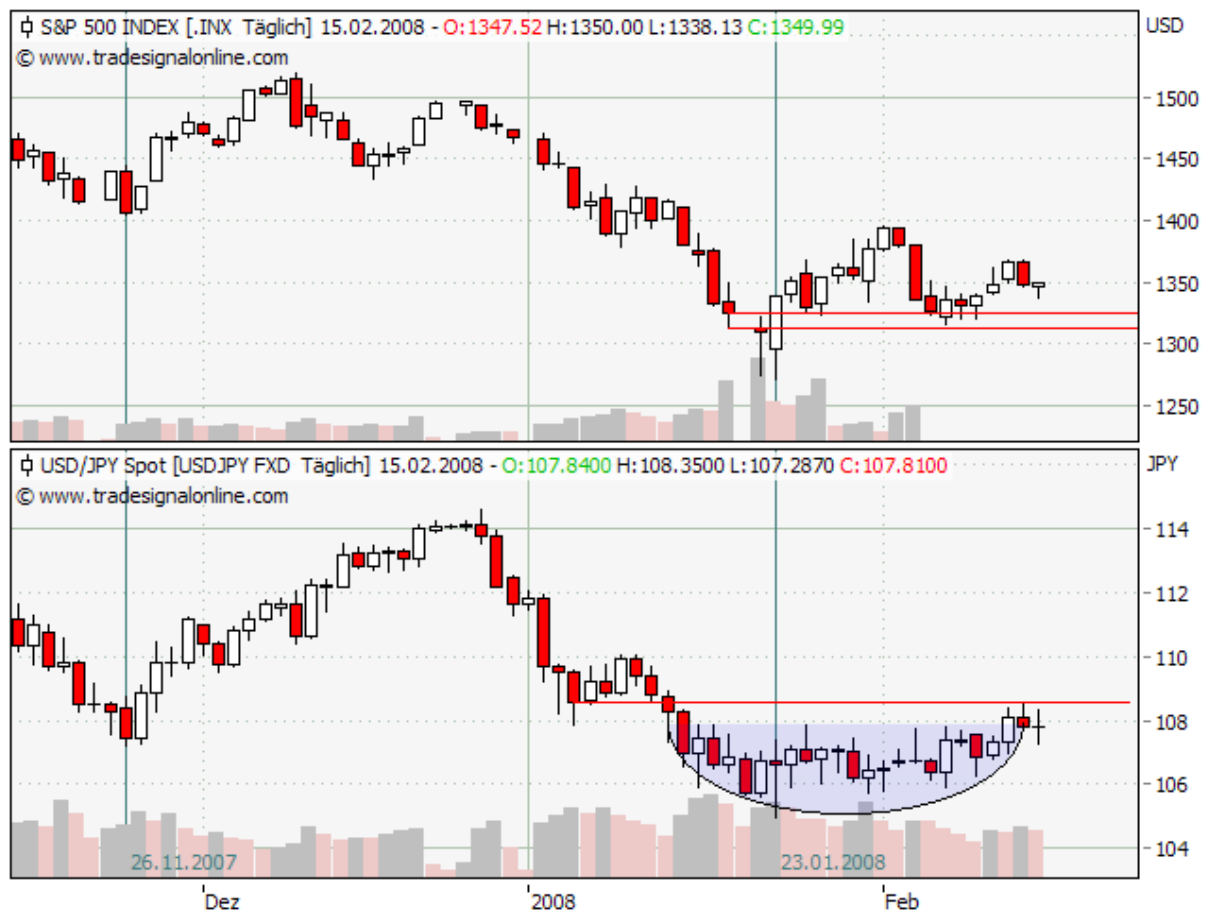 S&P 500 INDEX [.INX Täglich] 15.02.2008 - O:1347.52 H:1350.00 L:1338.13 C:1349.99
USD
© www.tradesignalonline.com
1500
1450
1400
1350
1300
1250
USD/JPY Spot [USDJPY FXD Täglich] 15.02.2008 - O:107.8400 H:108.3500 L:107.2870 C:107.8100
JPY
© www.tradesignalonline.com
114
112
110
108
106
104
26.11.2007
23.01.2008
Dez
2008
Feb